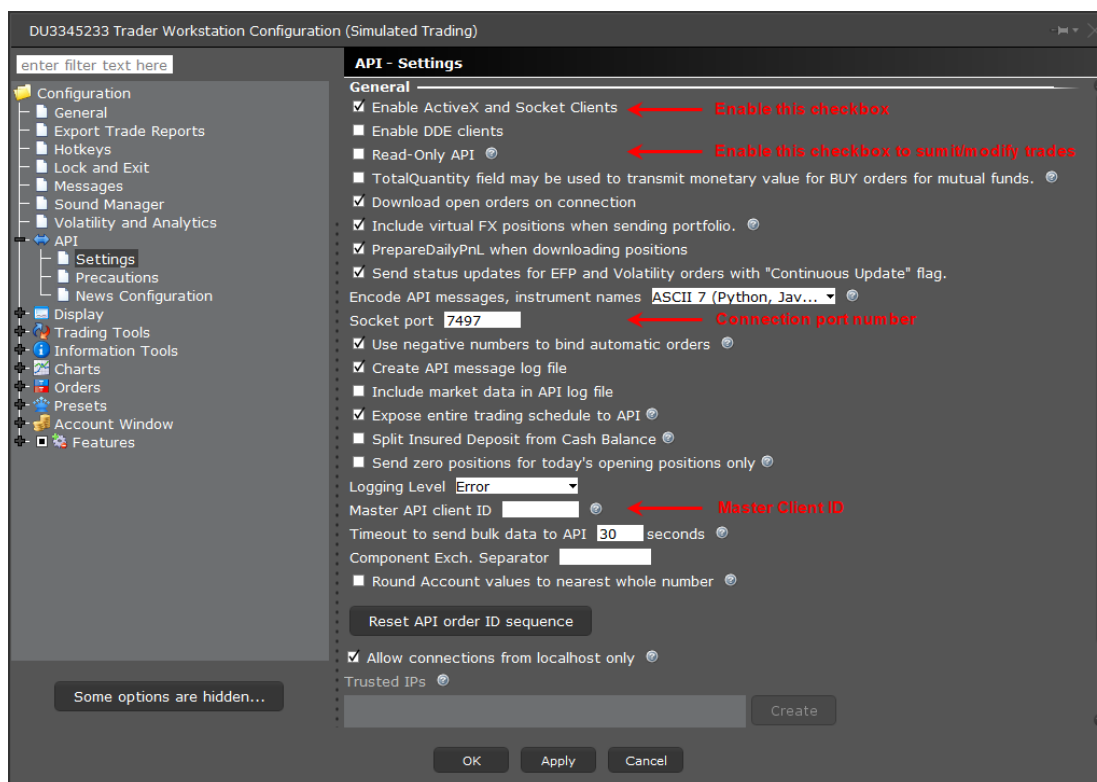 DU3345233 Trader Workstation Configuration (Simulated Trading)
enter filter text here
Configuration
General
Export Trade Reports
Hotkeys
Lock and Exit
Messages
Sound Manager
Volatility and Analytics
API
Settings
Precautions
News Configuration
Display
Trading Tools
Information Tools
Charts
Orders
Presets
Account Window
Features
Some options are hidden...
API - Settings
General
Enable ActiveX and Socket Clients Enable this checkbox
Enable DDE clients
Read-Only API Enable this checkbox to sumit/modify trades
TotalQuantity field may be used to transmit monetary value for BUY orders for mutual funds.
Download open orders on connection
Include virtual FX positions when sending portfolio.
PrepareDailyPnL when downloading positions
Send status updates for EFP and Volatility orders with "Continuous Update" flag.
Encode API messages, instrument names ASCII 7 (Python, Jav...
Socket port 7497 Connection port number
Use negative numbers to bind automatic orders
Create API message log file
Include market data in API log file
Expose entire trading schedule to API
Split Insured Deposit from Cash Balance
Send zero positions for today's opening positions only
Logging Level Error
Master API client ID Master Client ID
Timeout to send bulk data to API 30 seconds
Component Exch. Separator
Round Account values to nearest whole number
Reset API order ID sequence
Allow connections from localhost only
Trusted IPs
Create
OK Apply Cancel